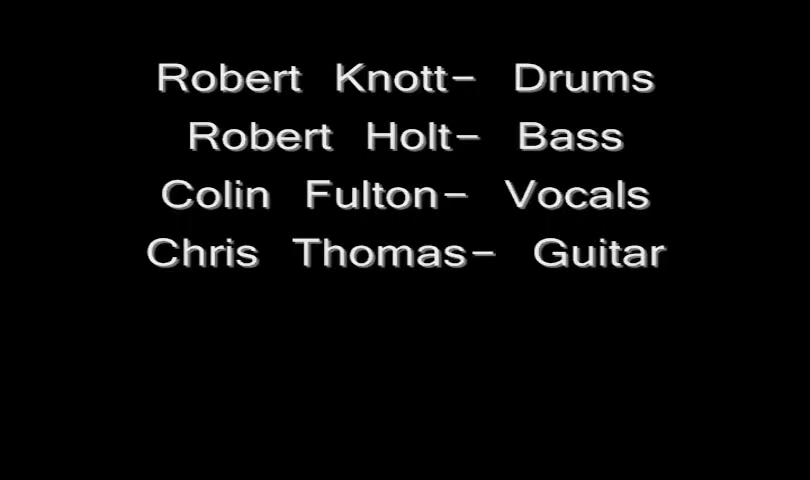 Robert Knott- Drums
Robert Holt- Bass
Colin Fulton- Vocals
Chris Thomas- Guitar